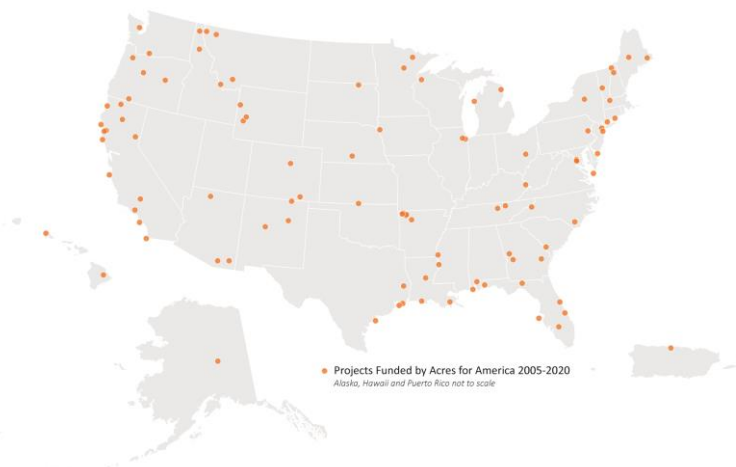 Projects Funded by Acres for America 2005-2020
Alaska, Hawaii and Puerto Rico not to scale